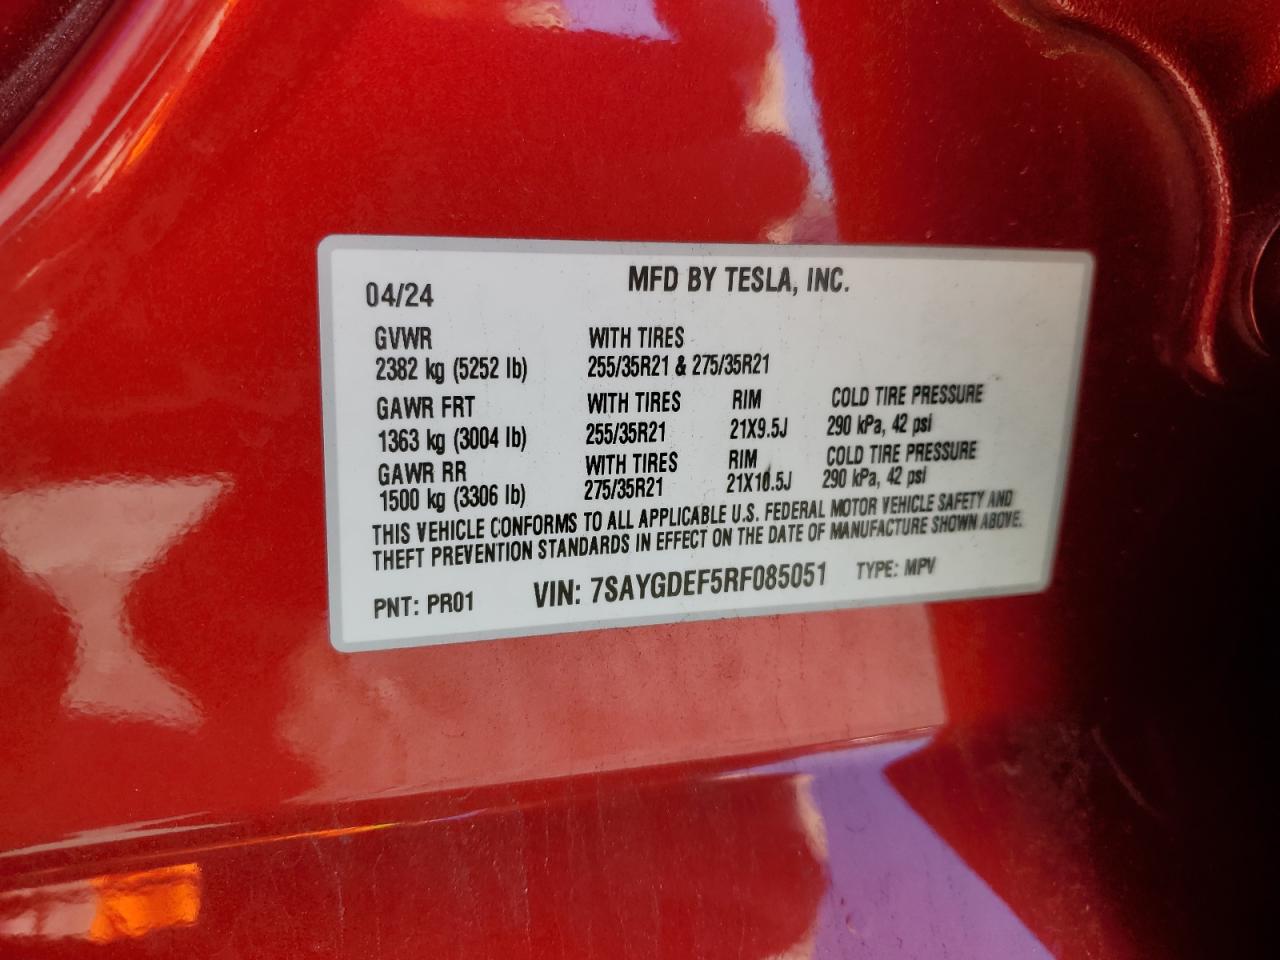 04/24 MFD BY TESLA, INC.
GVWR WITH TIRES
2382 kg (5252 lb) 255/35R21 & 275/35R21
GAWR FRT WITH TIRES RIM COLD TIRE PRESSURE
1363 kg (3004 lb) 255/35R21 21X9.5J 290 kPa, 42 psi
GAWR RR WITH TIRES RIM COLD TIRE PRESSURE
1500 kg (3306 lb) 275/35R21 21X10.5J 290 kPa, 42 psi
THIS VEHICLE CONFORMS TO ALL APPLICABLE U.S. FEDERAL MOTOR VEHICLE SAFETY AND
THEFT PREVENTION STANDARDS IN EFFECT ON THE DATE OF MANUFACTURE SHOWN ABOVE.
PNT: PR01 VIN: 7SAYGDEF5RF085051 TYPE: MPV